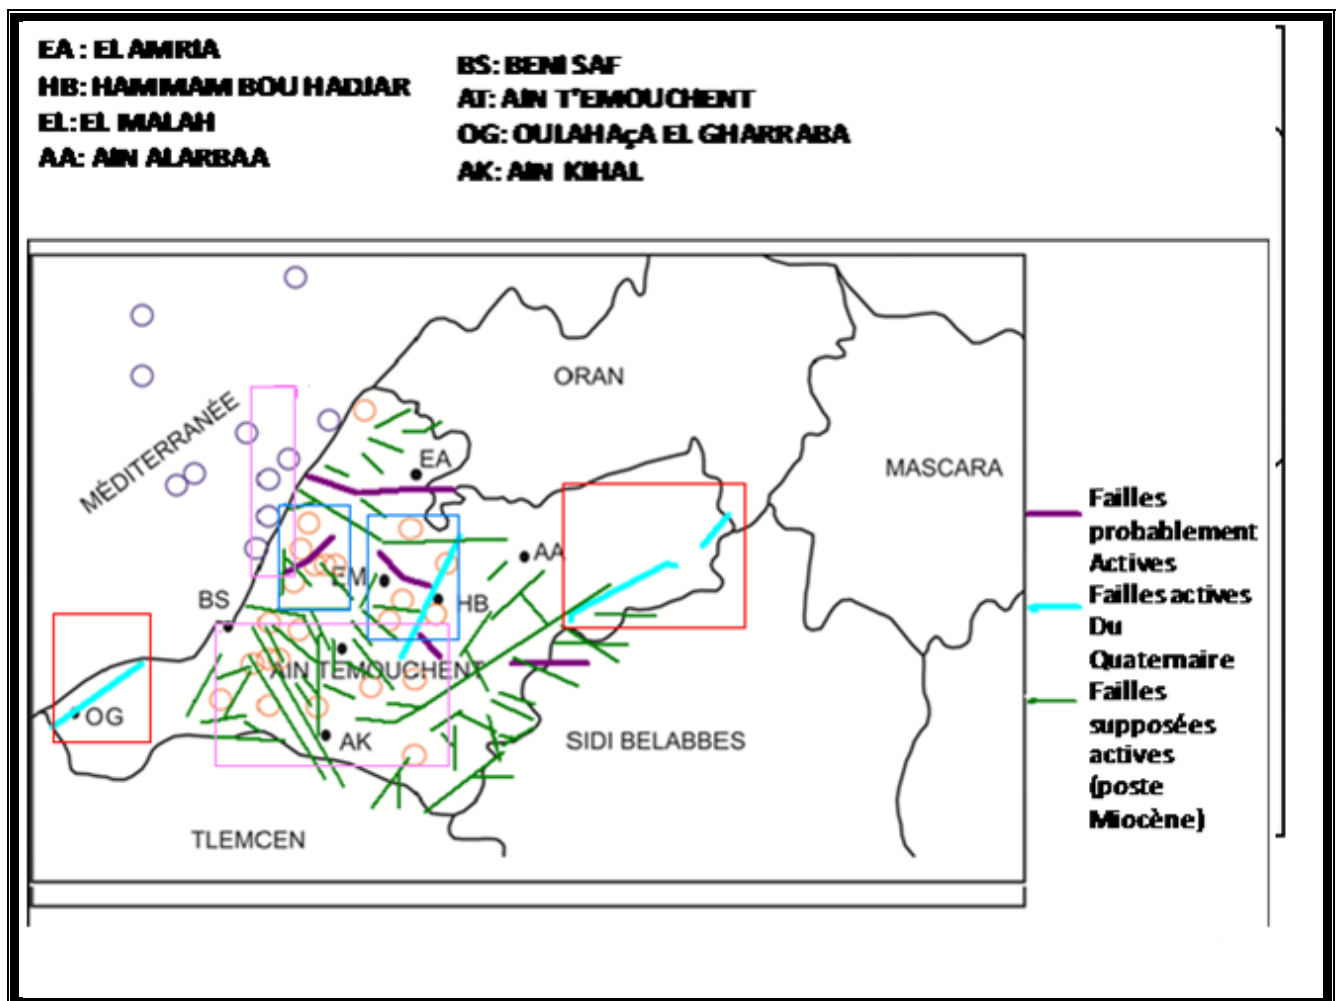 EA : EL AMRIA
HB: HAMMAM BOU HADJAR
EL:EL MALAH
AA: AIN ALARBAA
BS: BENI SAF
AT: AIN T'EMOUCHENT
OG: OULAHAçA EL GHARRABA
AK: AIN KIHAL
ORAN
MÉDITERRANÉE
EA
MASCARA
AA
EM
BS
HB
AIN TEMOUCHENT
OG
AK
SIDI BELABBES
TLEMCEN
Failles
probablement
Actives
Failles actives
Du
Quaternaire
Failles
supposées
actives
(poste
Miocène)